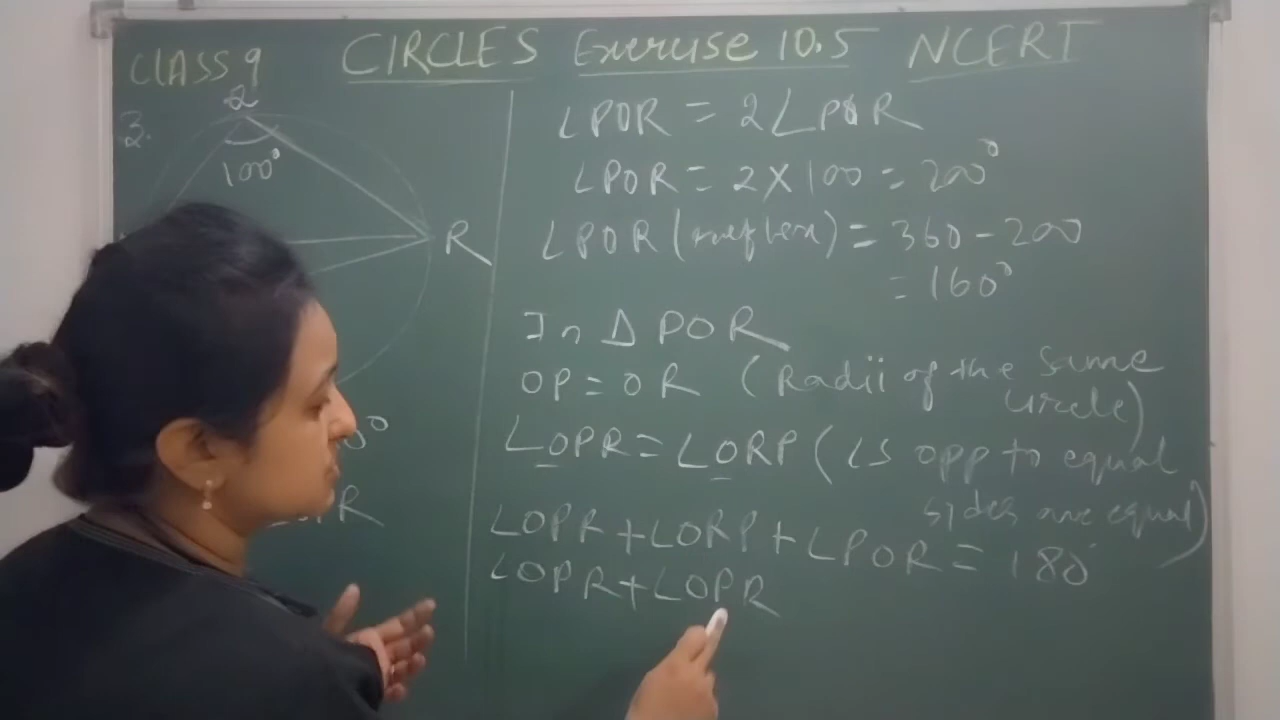 CLASS 9 CIRCLES Exercise 10.5 NCERT
3.
Q
100°
R
0°
PR
∠POR = 2∠PQR
∠POR = 2×100 = 200°
∠POR (reflex) = 360 - 200
= 160°
In Δ POR
OP = OR (Radii of the same
circle)
∠OPR = ∠ORP (∠s opp to equal
sides are equal)
∠OPR + ∠ORP + ∠POR = 180°
∠OPR + ∠OPR